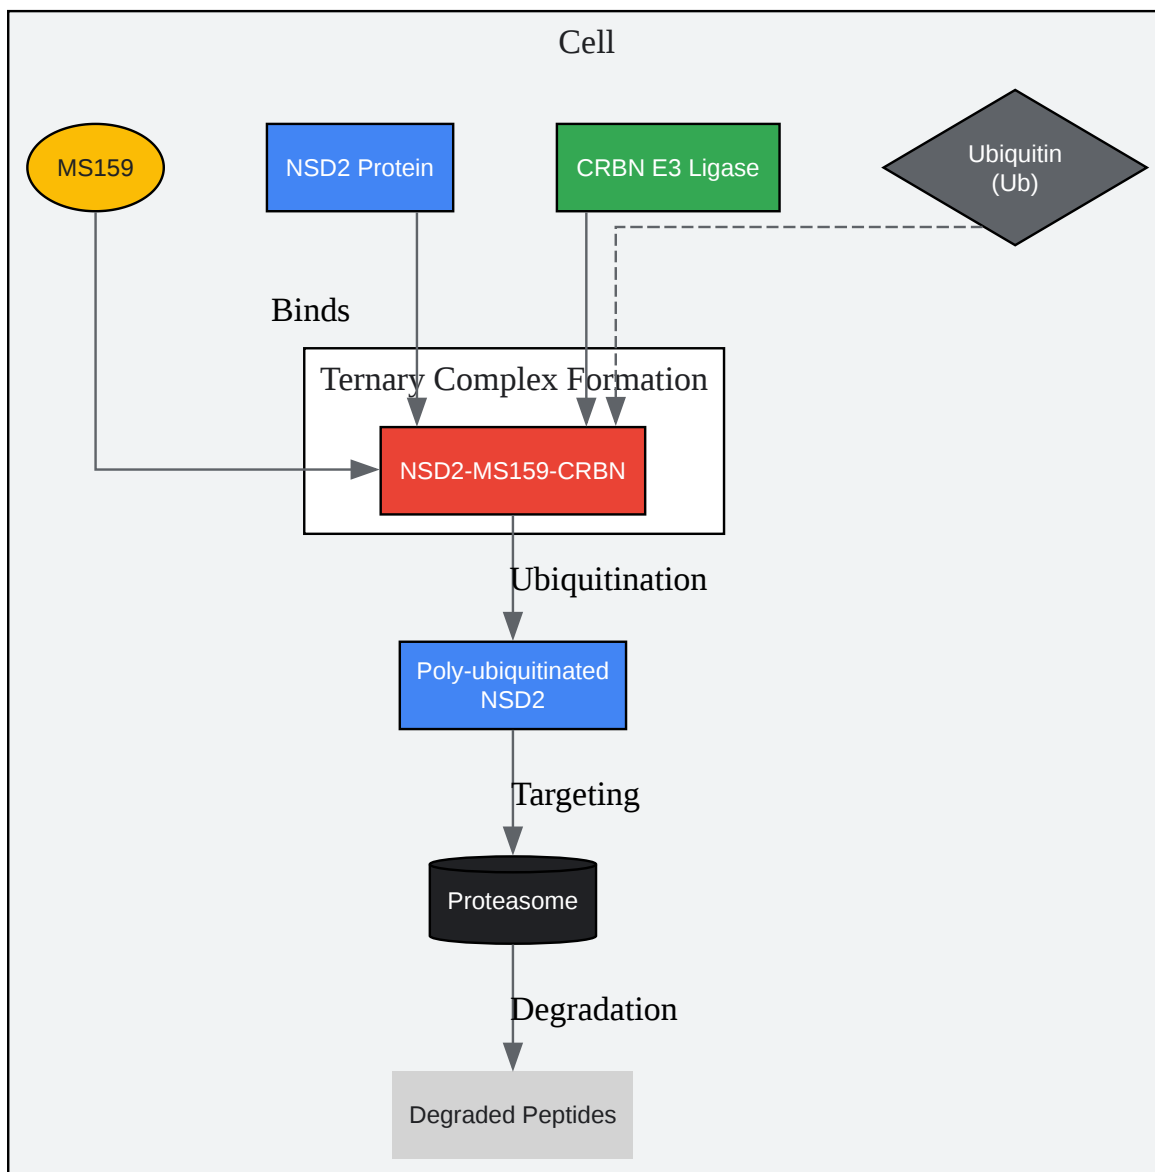 Cell
MS159
NSD2 Protein
CRBN E3 Ligase
Ubiquitin
(Ub)
Binds
Ternary Complex Formation
NSD2-MS159-CRBN
Ubiquitination
Poly-ubiquitinated
NSD2
Targeting
Proteasome
Degradation
Degraded Peptides